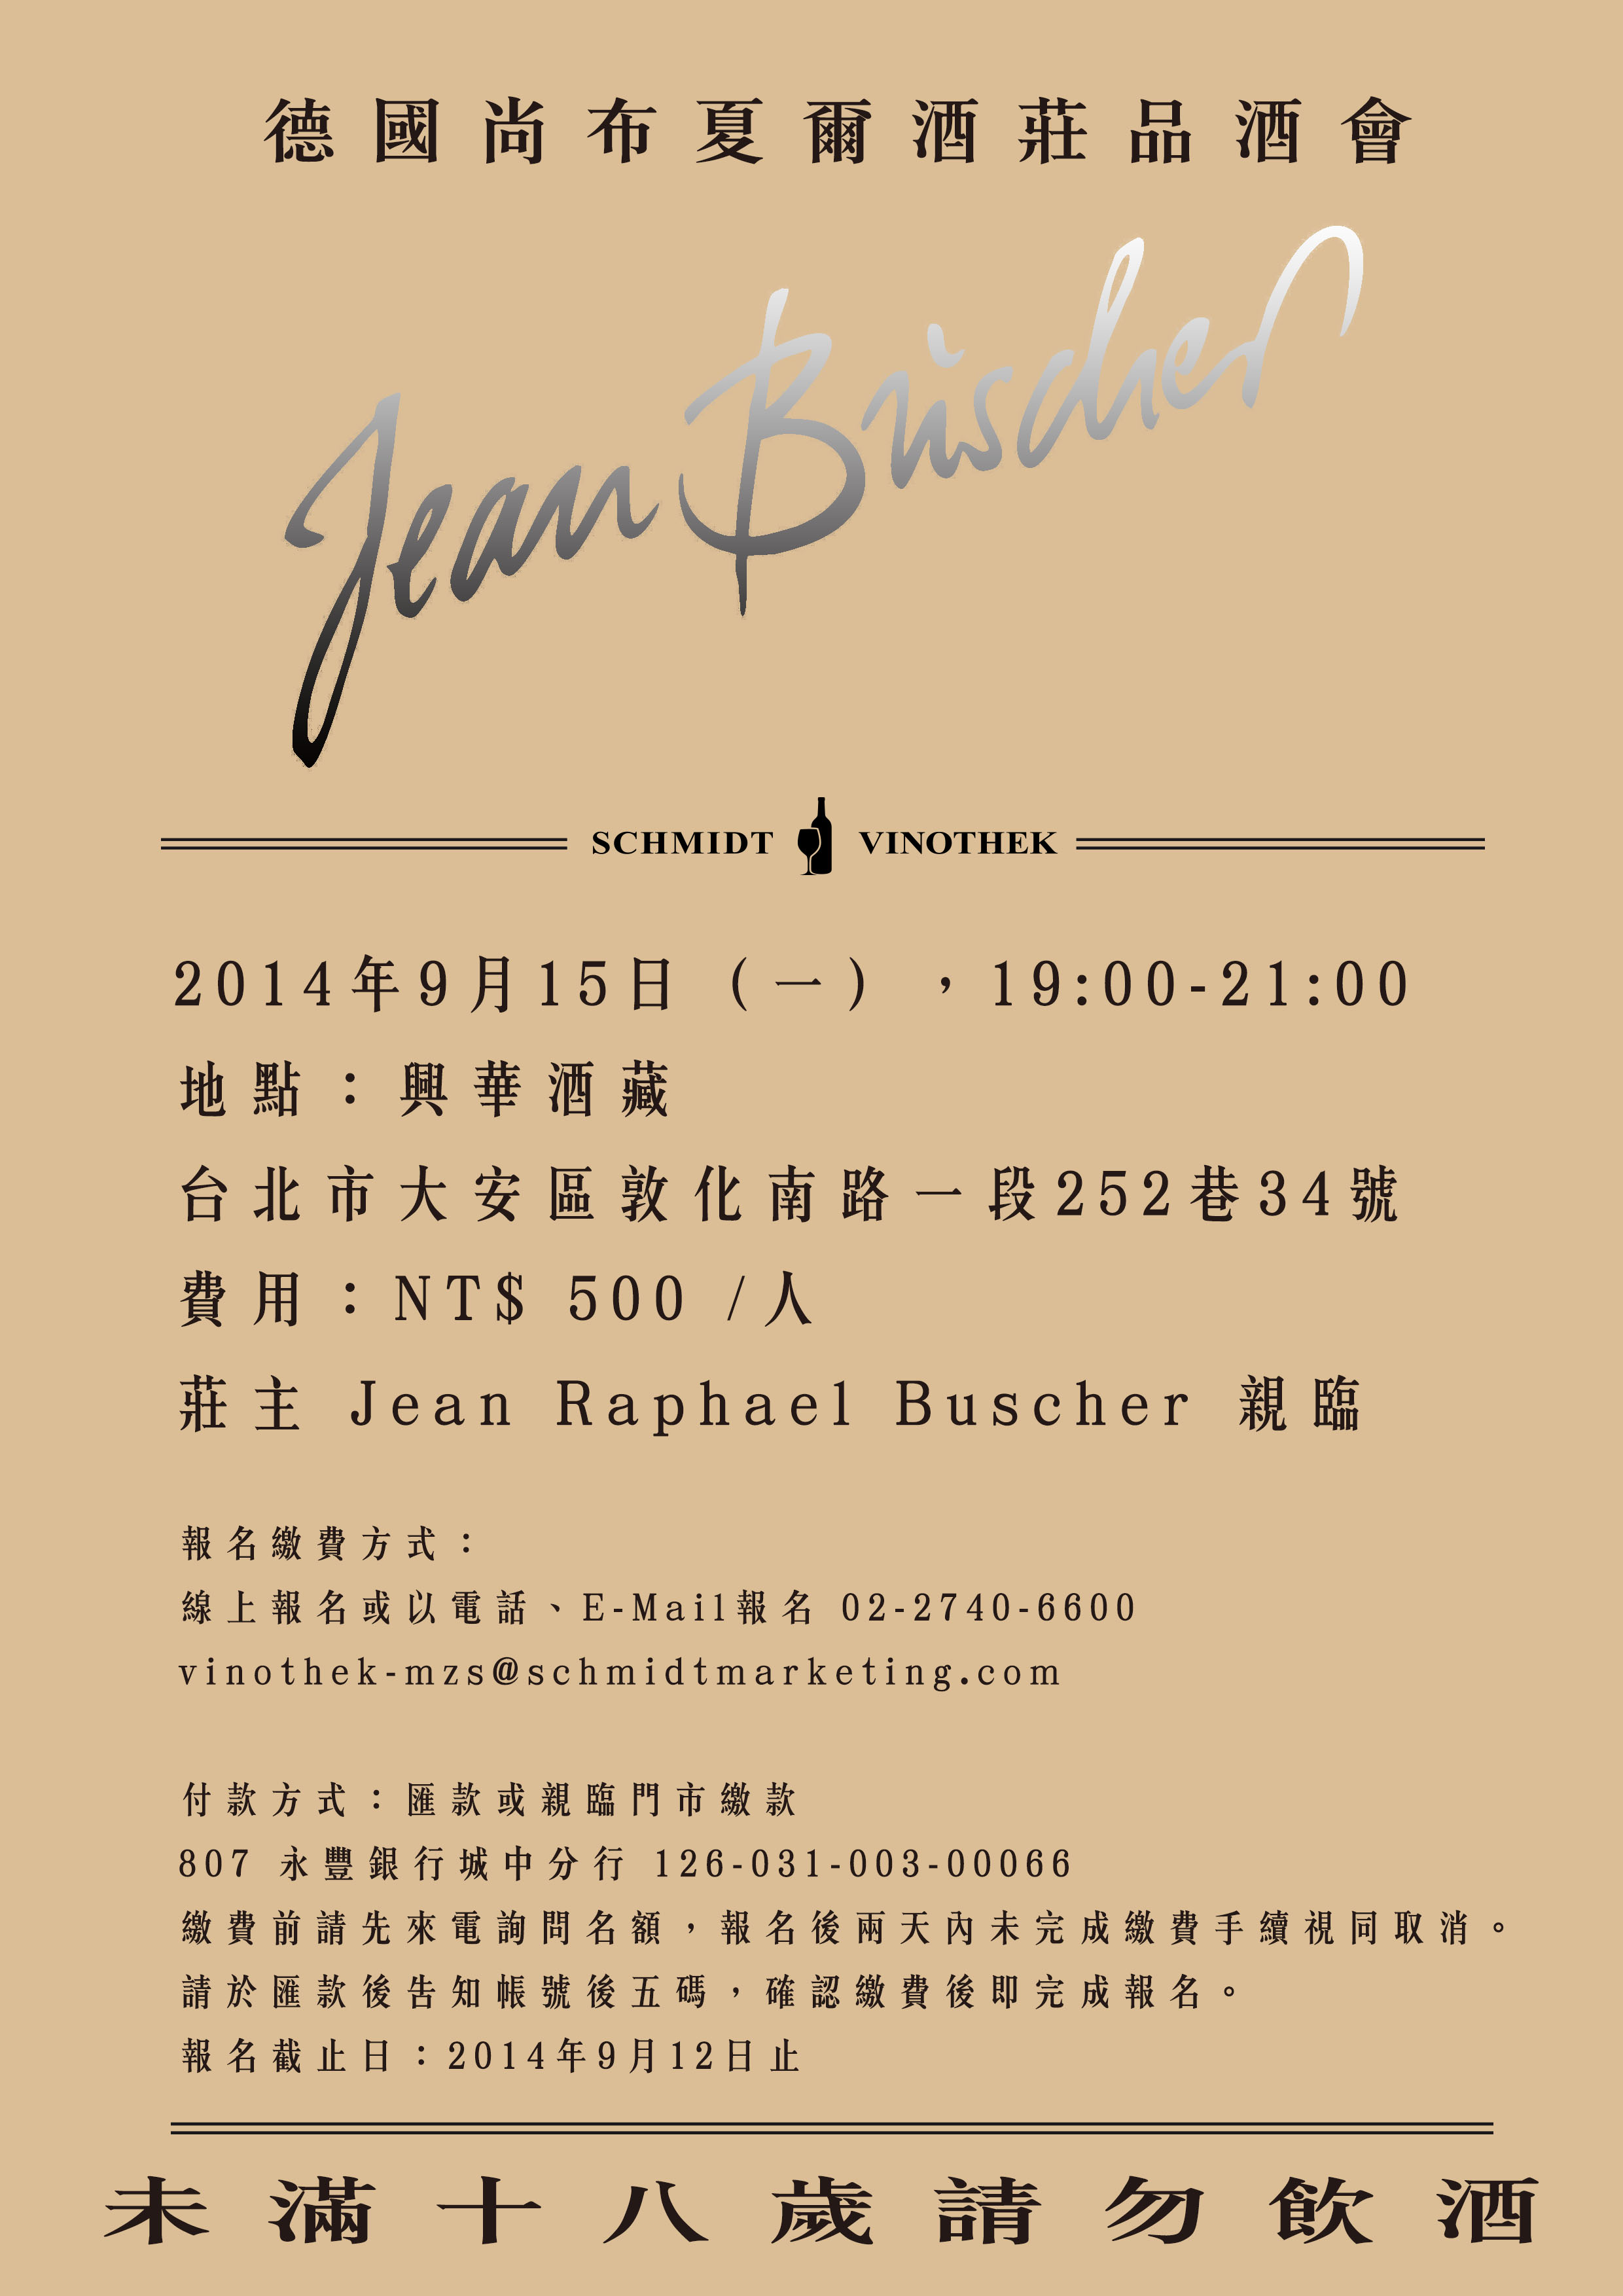 德國尚布夏爾酒莊品酒會
Jean Buscher
SCHMIDT VINOTHEK
2014年9月15日（一），19:00-21:00
地點：興華酒藏
台北市大安區敦化南路一段252巷34號
費用：NT$ 500 /人
莊主 Jean Raphael Buscher 親臨
報名繳費方式：
線上報名或以電話、E-Mail報名 02-2740-6600
vinothek-mzs@schmidtmarketing.com
付款方式：匯款或親臨門市繳款
807 永豐銀行城中分行 126-031-003-00066
繳費前請先來電詢問名額，報名後兩天內未完成繳費手續視同取消。
請於匯款後告知帳號後五碼，確認繳費後即完成報名。
報名截止日：2014年9月12日止
未滿十八歲請勿飲酒